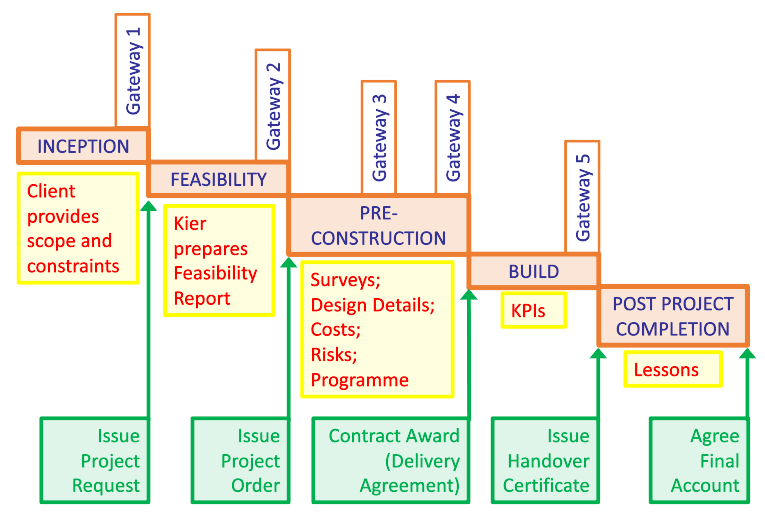 Gateway 1
Gateway 2
Gateway 3
Gateway 4
Gateway 5
INCEPTION
FEASIBILITY
PRE-
CONSTRUCTION
BUILD
POST PROJECT
COMPLETION
Client
provides
scope and
constraints
Kier
prepares
Feasibility
Report
Surveys;
Design Details;
Costs;
Risks;
Programme
KPIs
Lessons
Issue
Project
Request
Issue
Project
Order
Contract Award
(Delivery
Agreement)
Issue
Handover
Certificate
Agree
Final
Account